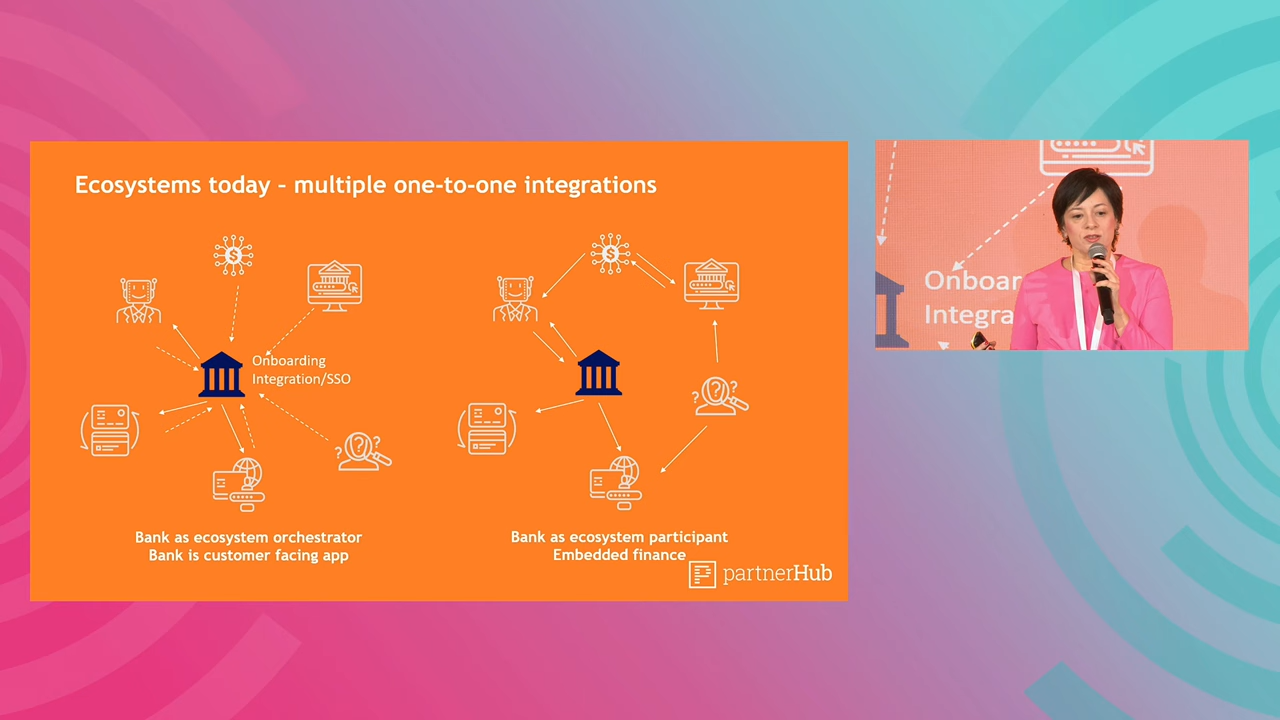 Ecosystems today – multiple one-to-one integrations
Onboarding
Integration/SSO
Bank as ecosystem orchestrator
Bank is customer facing app
Bank as ecosystem participant
Embedded finance
partnerHub
Onboar
Integra